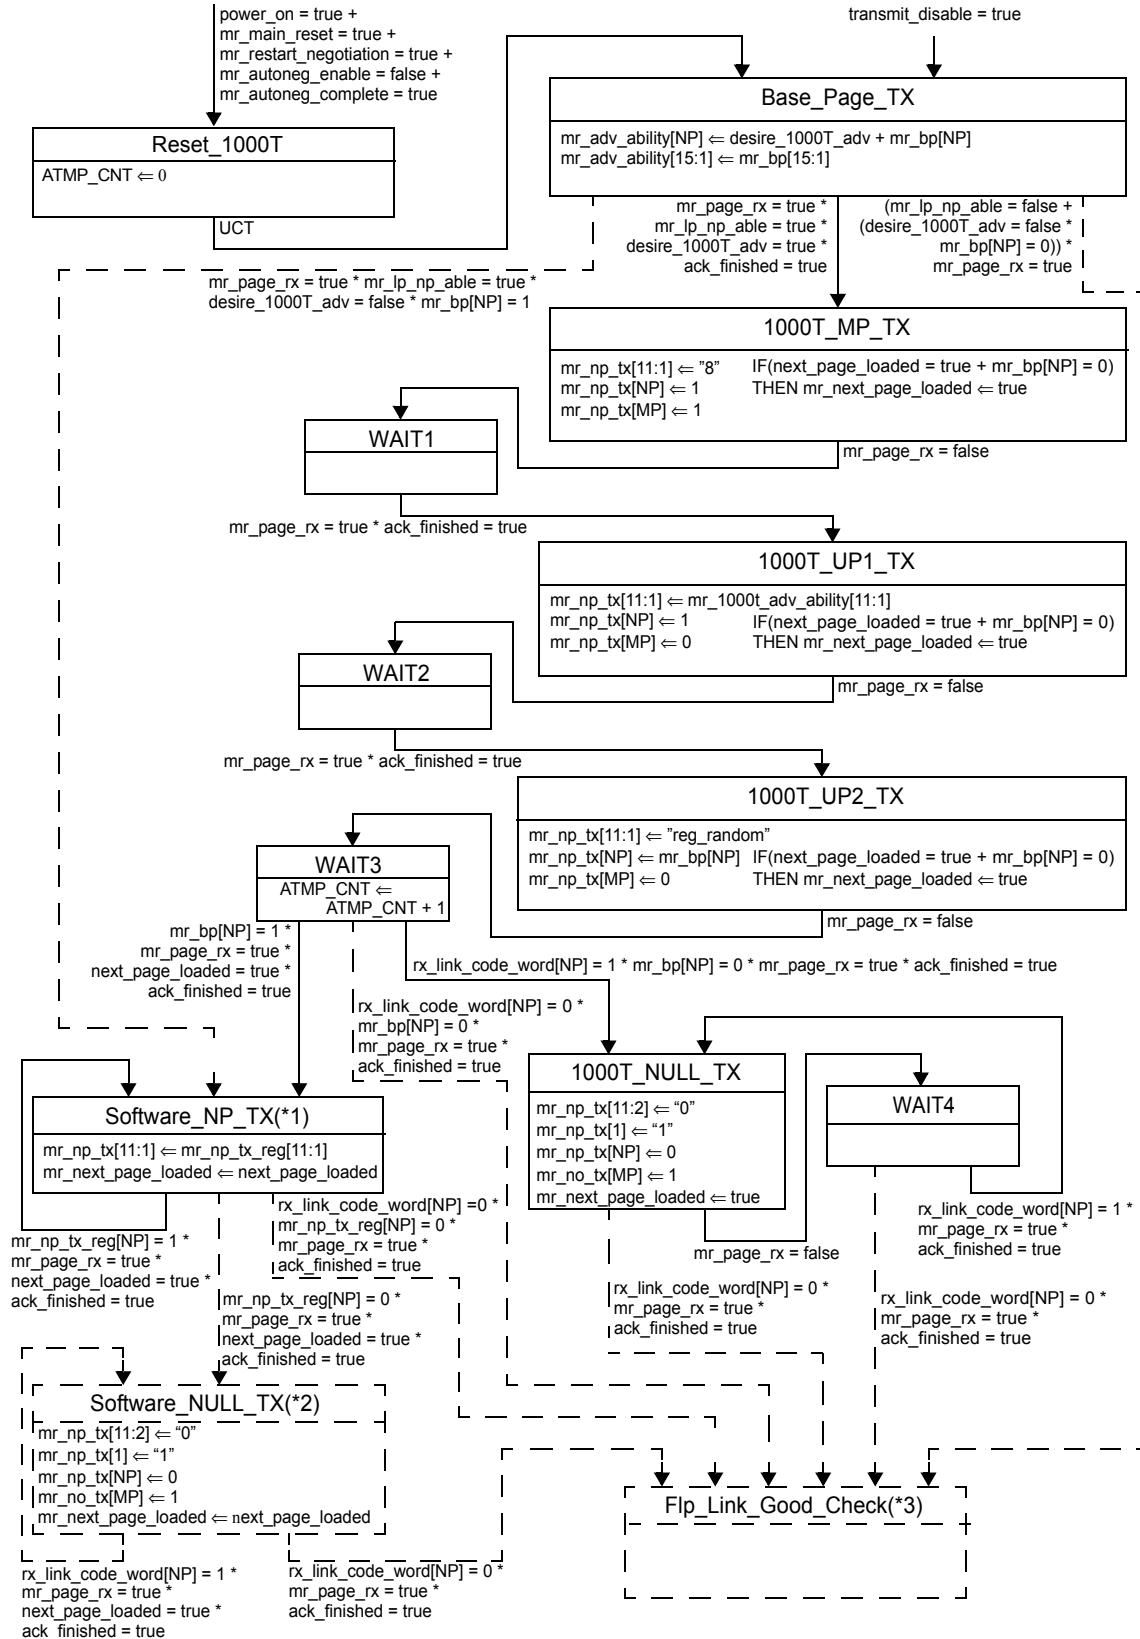 power_on = true +
mr_main_reset = true +
mr_restart_negotiation = true +
mr_autoneg_enable = false +
mr_autoneg_complete = true
transmit_disable = true
Reset_1000T
ATMP_CNT ⇐ 0
UCT
Base_Page_TX
mr_adv_ability[NP] ⇐ desire_1000T_adv + mr_bp[NP]
mr_adv_ability[15:1] ⇐ mr_bp[15:1]
mr_page_rx = true *
mr_lp_np_able = true *
desire_1000T_adv = true *
ack_finished = true
(mr_lp_np_able = false +
(desire_1000T_adv = false *
mr_bp[NP] = 0)) *
mr_page_rx = true
mr_page_rx = true * mr_lp_np_able = true *
desire_1000T_adv = false * mr_bp[NP] = 1
1000T_MP_TX
mr_np_tx[11:1] ⇐ ”8” IF(next_page_loaded = true + mr_bp[NP] = 0)
mr_np_tx[NP] ⇐ 1 THEN mr_next_page_loaded ⇐ true
mr_np_tx[MP] ⇐ 1
mr_page_rx = false
WAIT1
mr_page_rx = true * ack_finished = true
1000T_UP1_TX
mr_np_tx[11:1] ⇐ mr_1000t_adv_ability[11:1]
mr_np_tx[NP] ⇐ 1 IF(next_page_loaded = true + mr_bp[NP] = 0)
mr_np_tx[MP] ⇐ 0 THEN mr_next_page_loaded ⇐ true
mr_page_rx = false
WAIT2
mr_page_rx = true * ack_finished = true
1000T_UP2_TX
mr_np_tx[11:1] ⇐ ”reg_random”
mr_np_tx[NP] ⇐ mr_bp[NP] IF(next_page_loaded = true + mr_bp[NP] = 0)
mr_np_tx[MP] ⇐ 0 THEN mr_next_page_loaded ⇐ true
mr_page_rx = false
WAIT3
ATMP_CNT ⇐
ATMP_CNT + 1
mr_bp[NP] = 1 *
mr_page_rx = true *
next_page_loaded = true *
ack_finished = true
rx_link_code_word[NP] = 1 * mr_bp[NP] = 0 * mr_page_rx = true * ack_finished = true
rx_link_code_word[NP] = 0 *
mr_bp[NP] = 0 *
mr_page_rx = true *
ack_finished = true
1000T_NULL_TX
mr_np_tx[11:2] ⇐ “0”
mr_np_tx[1] ⇐ “1”
mr_np_tx[NP] ⇐ 0
mr_no_tx[MP] ⇐ 1
mr_next_page_loaded ⇐ true
mr_page_rx = false
WAIT4
rx_link_code_word[NP] = 1 *
mr_page_rx = true *
ack_finished = true
rx_link_code_word[NP] = 0 *
mr_page_rx = true *
ack_finished = true
rx_link_code_word[NP] = 0 *
mr_page_rx = true *
ack_finished = true
Software_NP_TX(*1)
mr_np_tx[11:1] ⇐ mr_np_tx_reg[11:1]
mr_next_page_loaded ⇐ next_page_loaded
mr_np_tx_reg[NP] = 1 *
mr_page_rx = true *
next_page_loaded = true *
ack_finished = true
rx_link_code_word[NP] =0 *
mr_np_tx_reg[NP] = 0 *
mr_page_rx = true *
ack_finished = true
mr_np_tx_reg[NP] = 0 *
mr_page_rx = true *
next_page_loaded = true *
ack_finished = true
Software_NULL_TX(*2)
mr_np_tx[11:2] ⇐ “0”
mr_np_tx[1] ⇐ “1”
mr_np_tx[NP] ⇐ 0
mr_no_tx[MP] ⇐ 1
mr_next_page_loaded ⇐ next_page_loaded
rx_link_code_word[NP] = 1 *
mr_page_rx = true *
next_page_loaded = true *
ack_finished = true
rx_link_code_word[NP] = 0 *
mr_page_rx = true *
ack_finished = true
Flp_Link_Good_Check(*3)